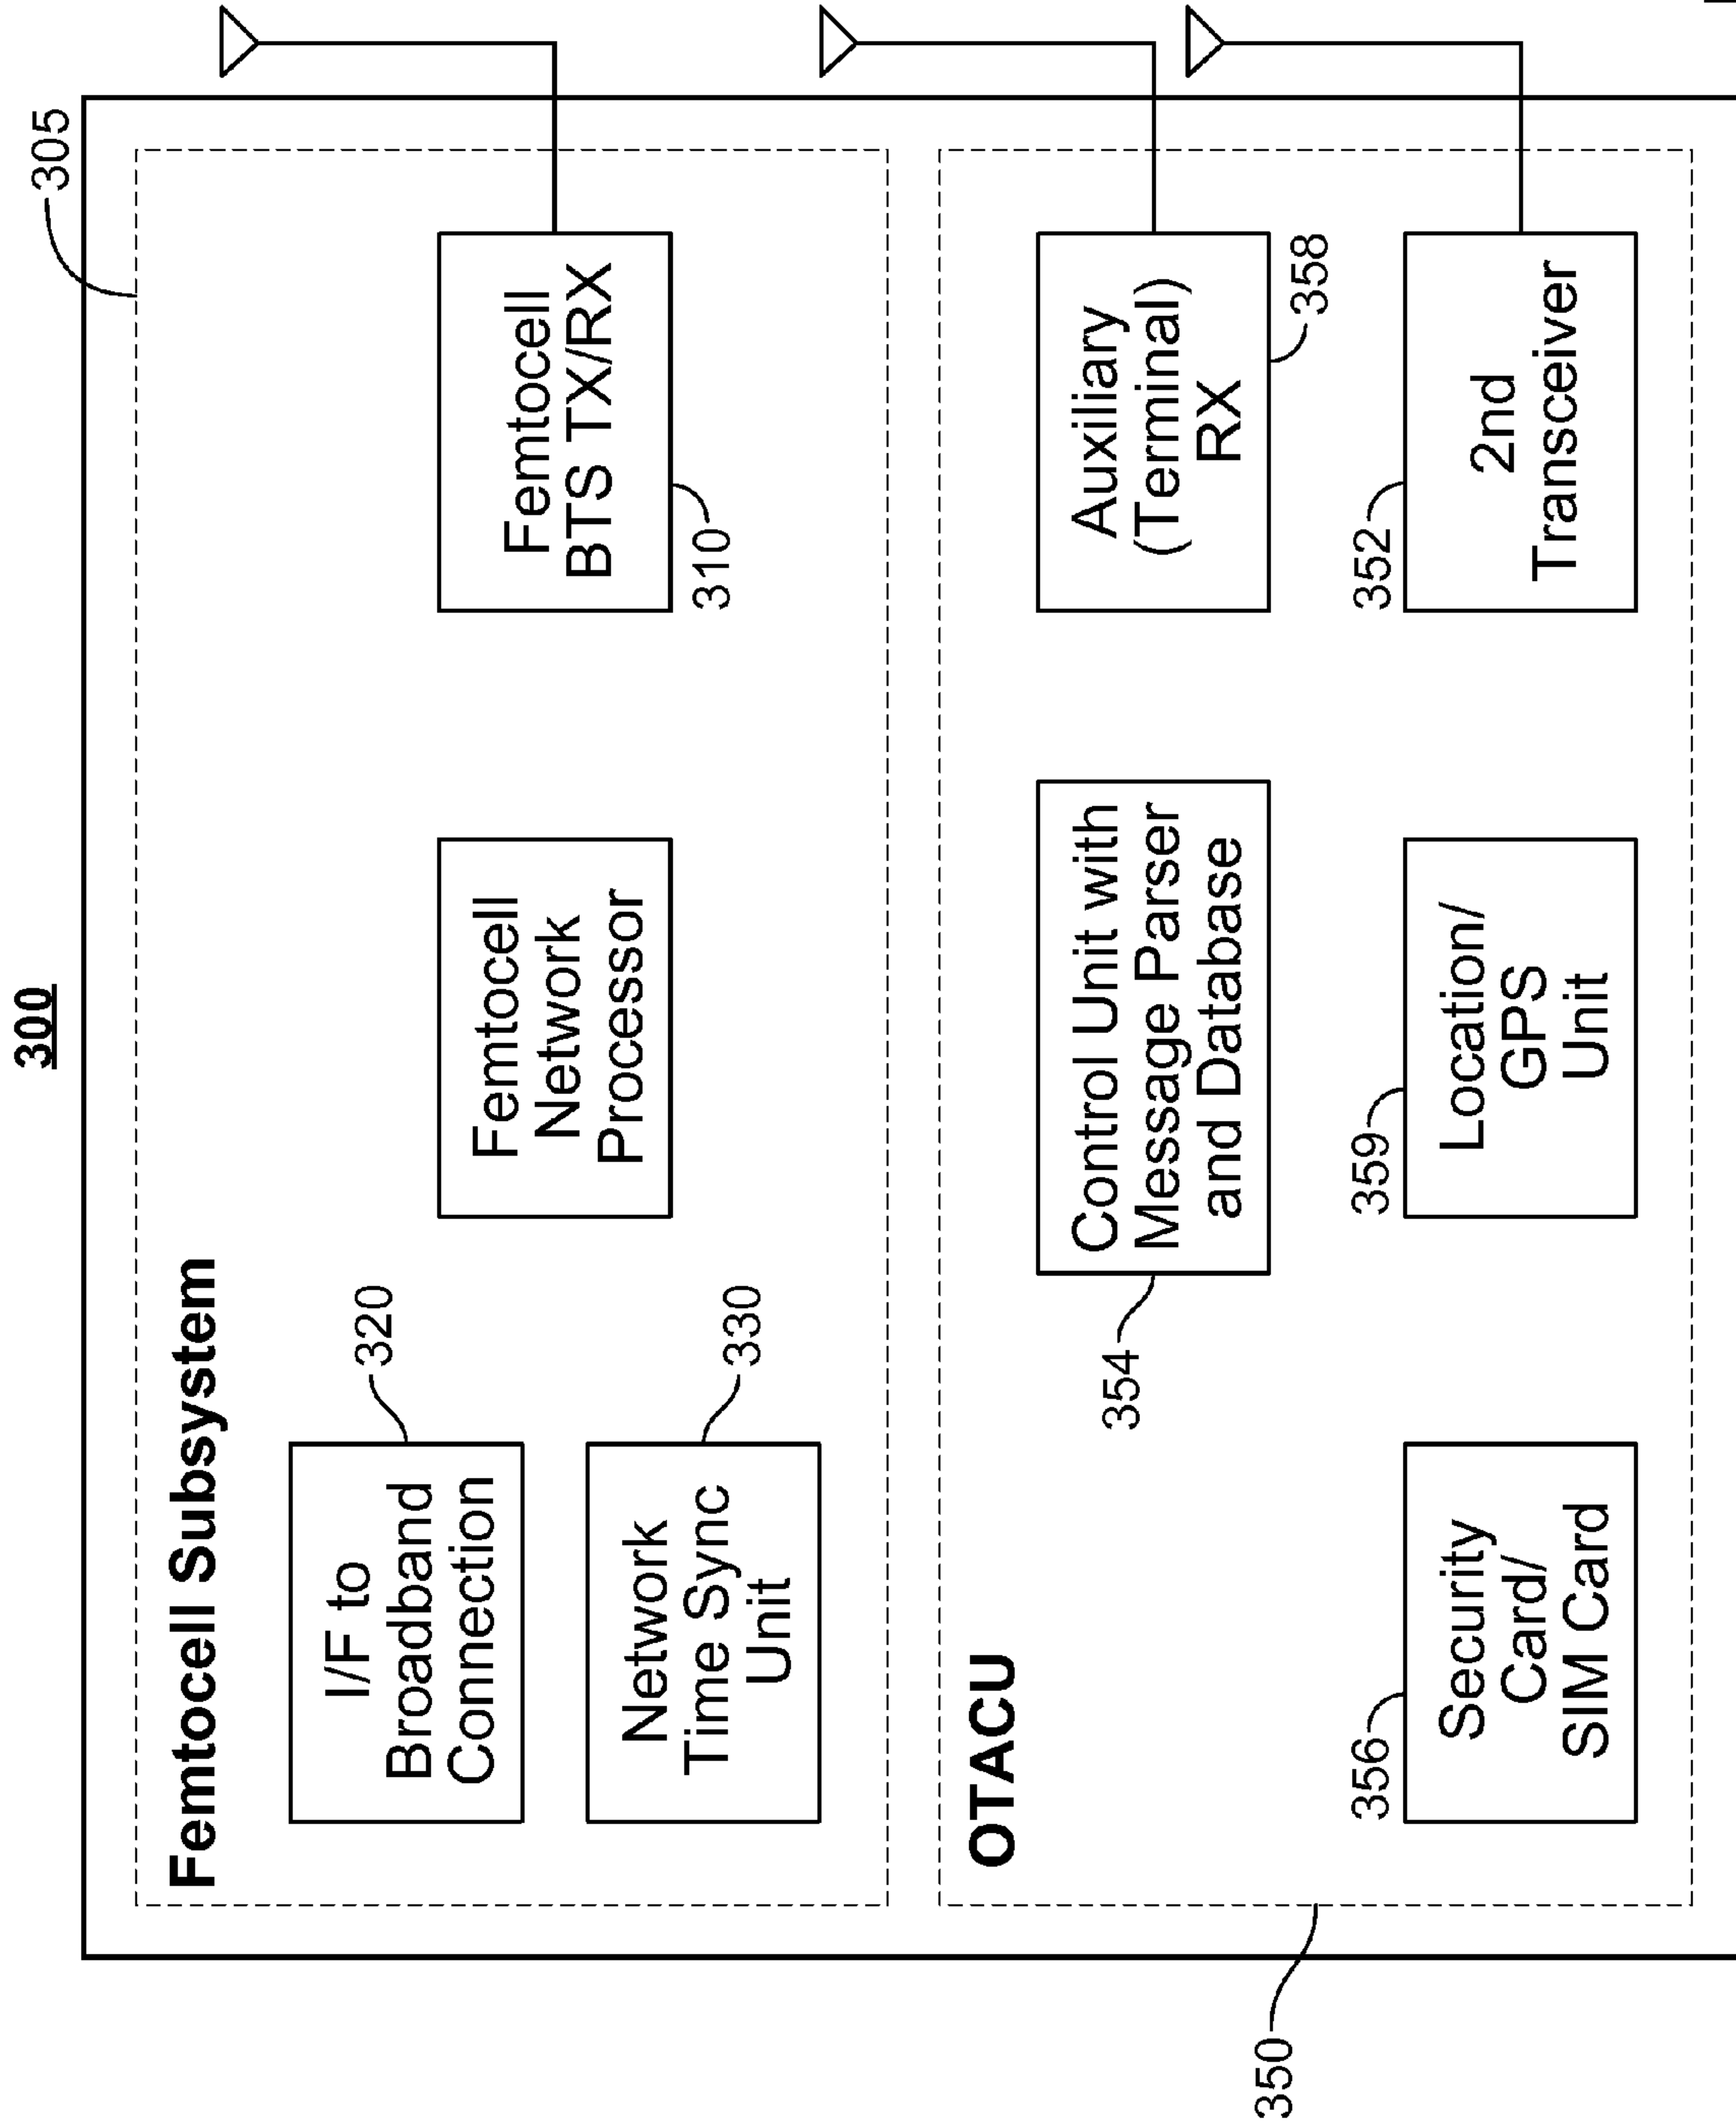 300
305
Femtocell Subsystem
I/F to
Broadband
Connection
320
Network
Time Sync
Unit
330
Femtocell
Network
Processor
Femtocell
BTS TX/RX
310
OTACU
350
Control Unit with
Message Parser
and Database
354
Auxiliary
(Terminal)
RX
358
Security
Card/
SIM Card
356
Location/
GPS
Unit
359
2nd
Transceiver
352